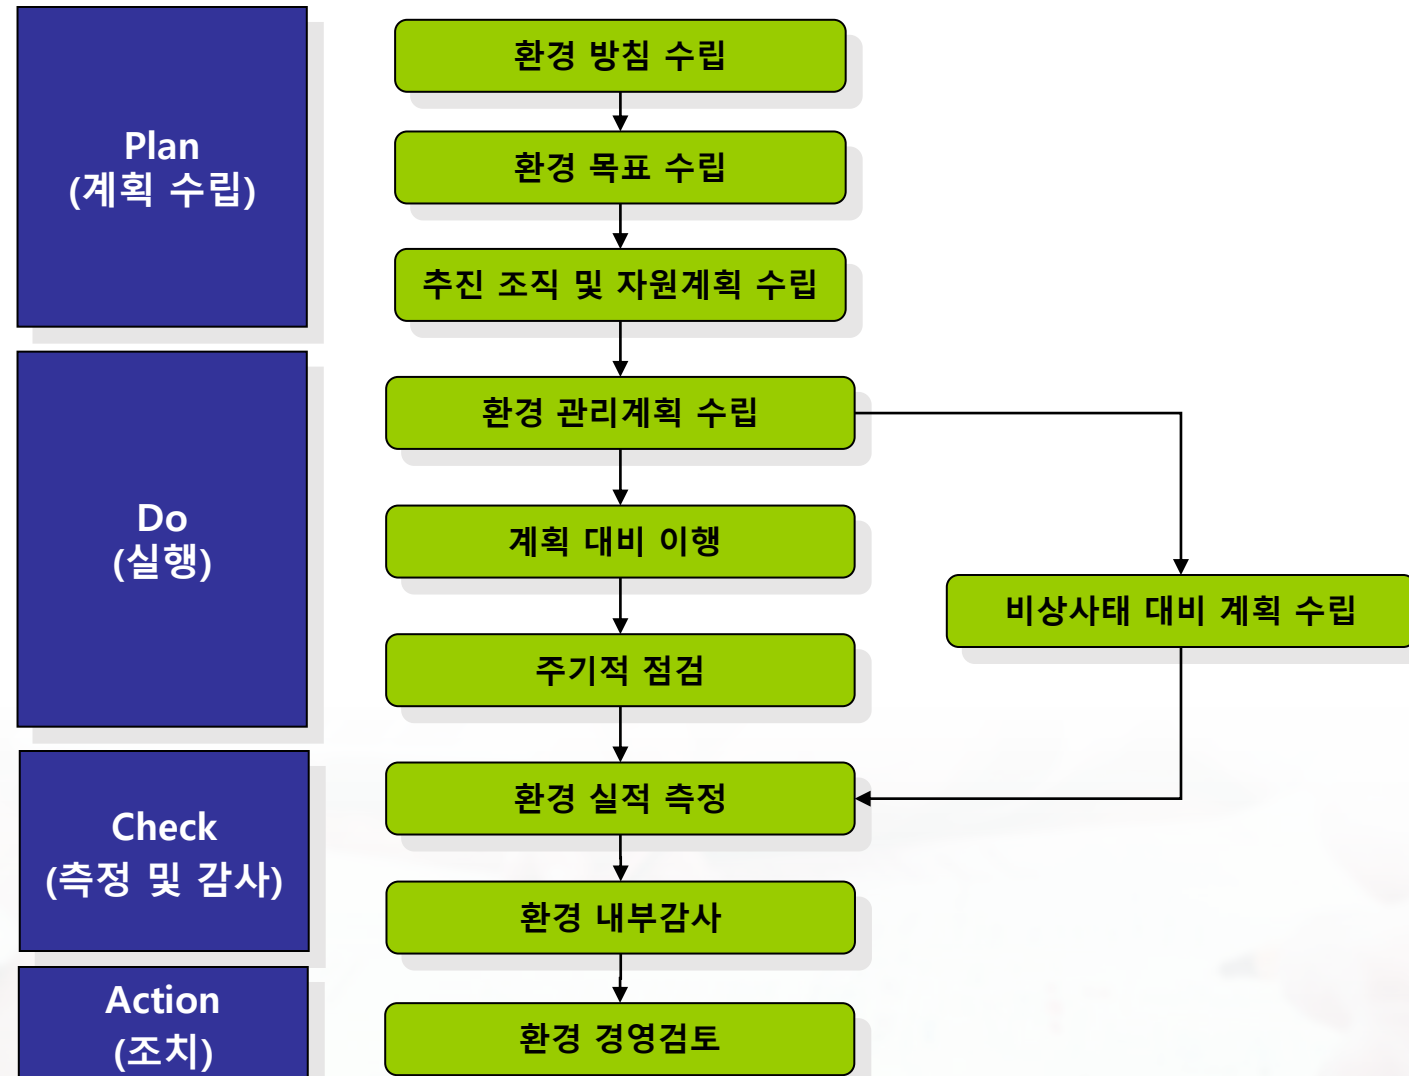 Plan
(계획 수립)
환경 방침 수립
환경 목표 수립
추진 조직 및 자원계획 수립
Do
(실행)
환경 관리계획 수립
계획 대비 이행
주기적 점검
비상사태 대비 계획 수립
Check
(측정 및 감사)
환경 실적 측정
환경 내부감사
Action
(조치)
환경 경영검토